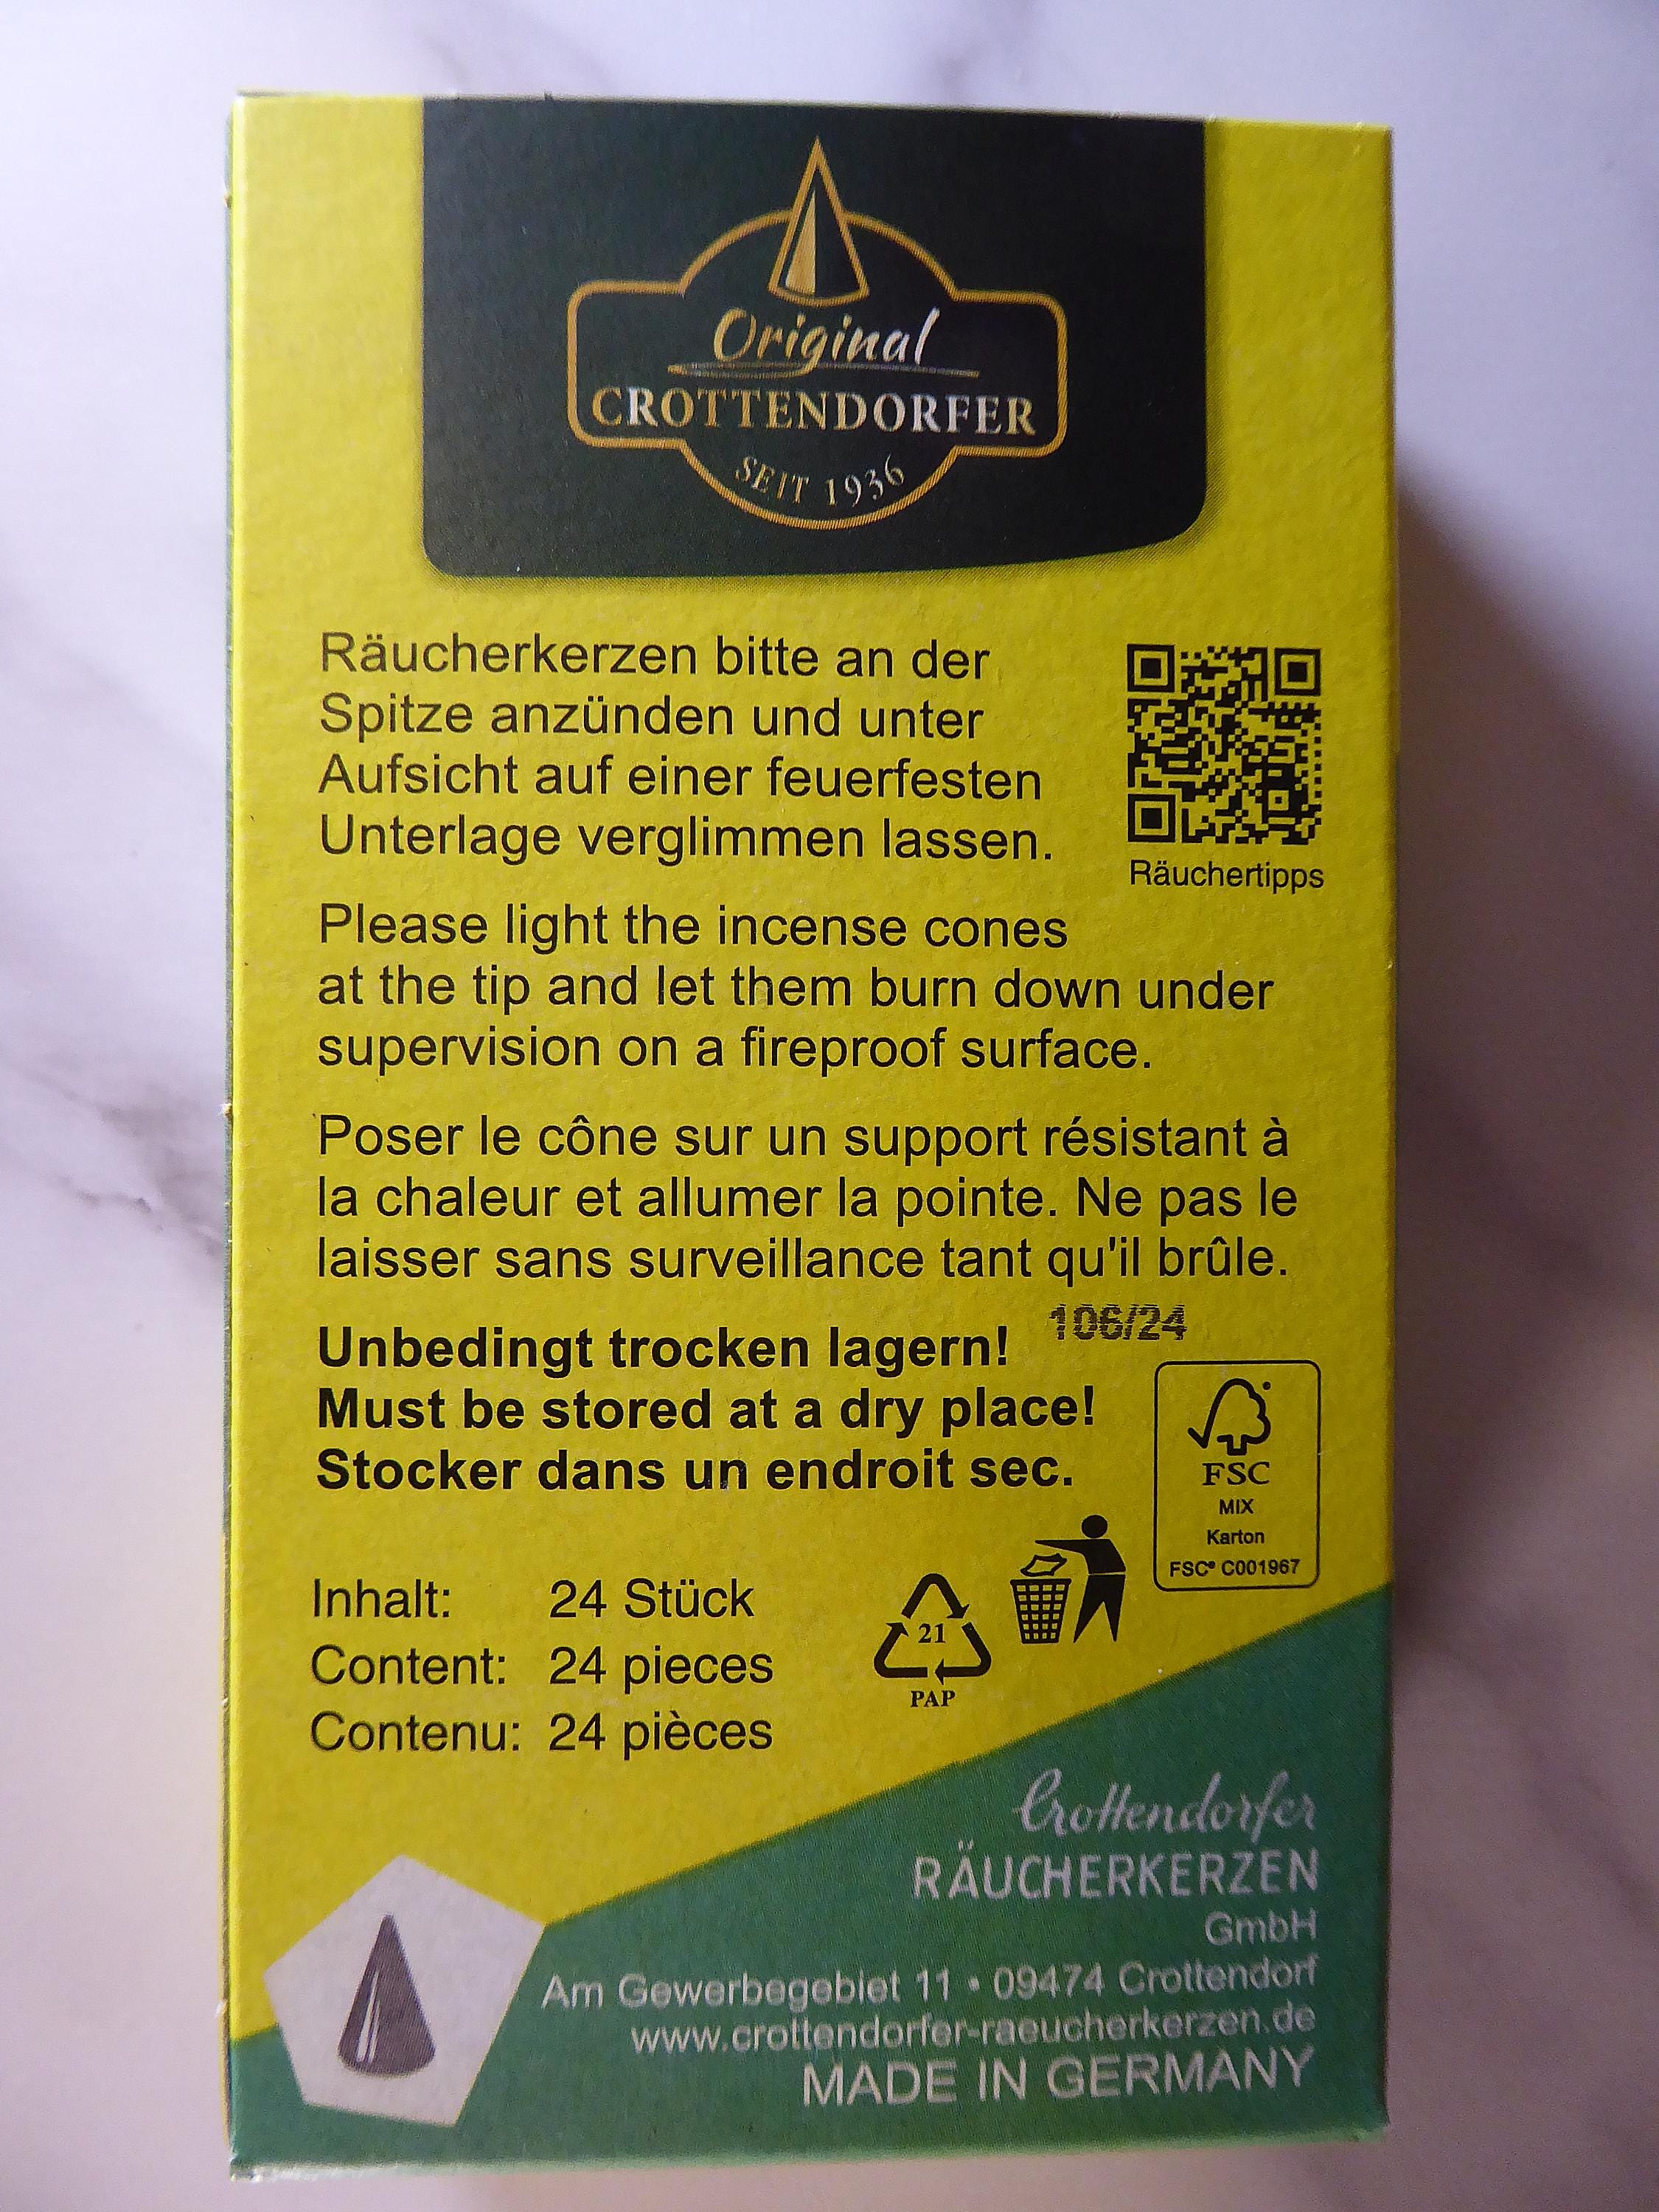 Original
CROTTENDORFER
SEIT 1936
Räucherkerzen bitte an der
Spitze anzünden und unter
Aufsicht auf einer feuerfesten
Unterlage verglimmen lassen.
Räuchertipps
Please light the incense cones
at the tip and let them burn down under
supervision on a fireproof surface.
Poser le cône sur un support résistant à
la chaleur et allumer la pointe. Ne pas le
laisser sans surveillance tant qu'il brûle.
106/24
Unbedingt trocken lagern!
Must be stored at a dry place!
Stocker dans un endroit sec.
FSC
MIX
Karton
FSC® C001967
Inhalt: 24 Stück
Content: 24 pieces
Contenu: 24 pièces
21
PAP
Crottendorfer
RÄUCHERKERZEN
GmbH
Am Gewerbegebiet 11 • 09474 Crottendorf
www.crottendorfer-raeucherkerzen.de
MADE IN GERMANY